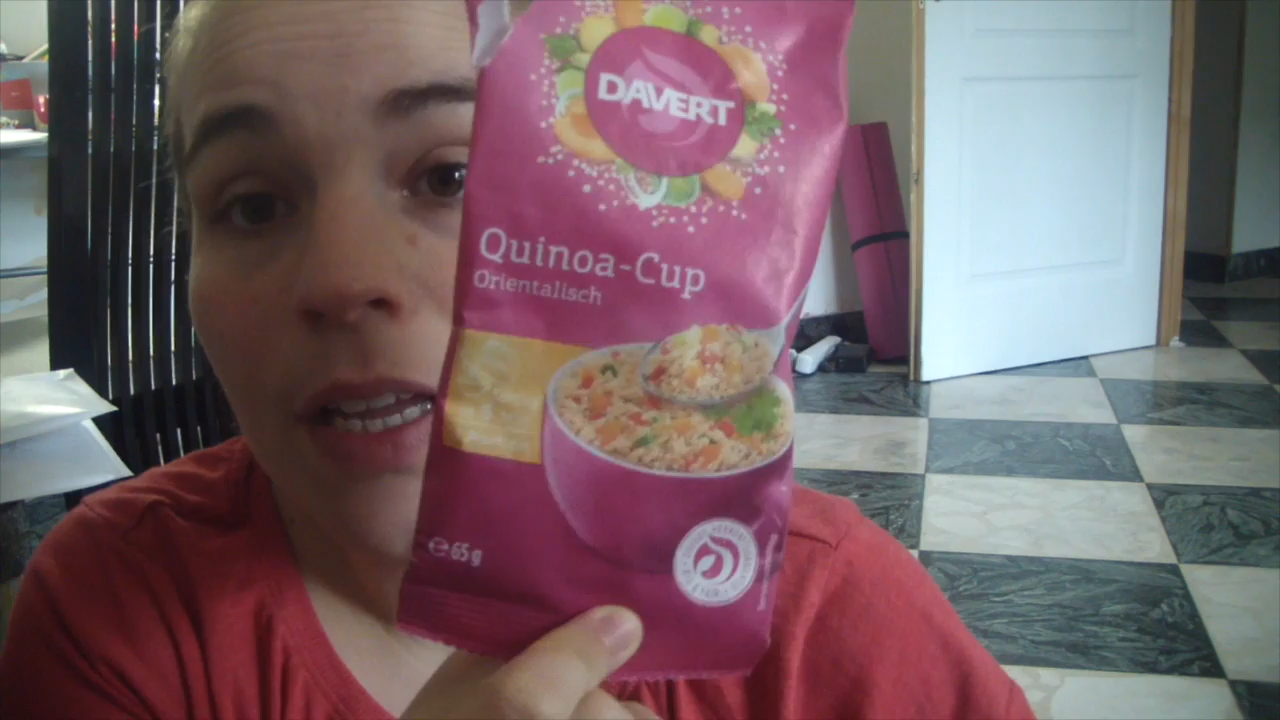 DAVERT
Quinoa-Cup
Orientalisch
℮ 65 g